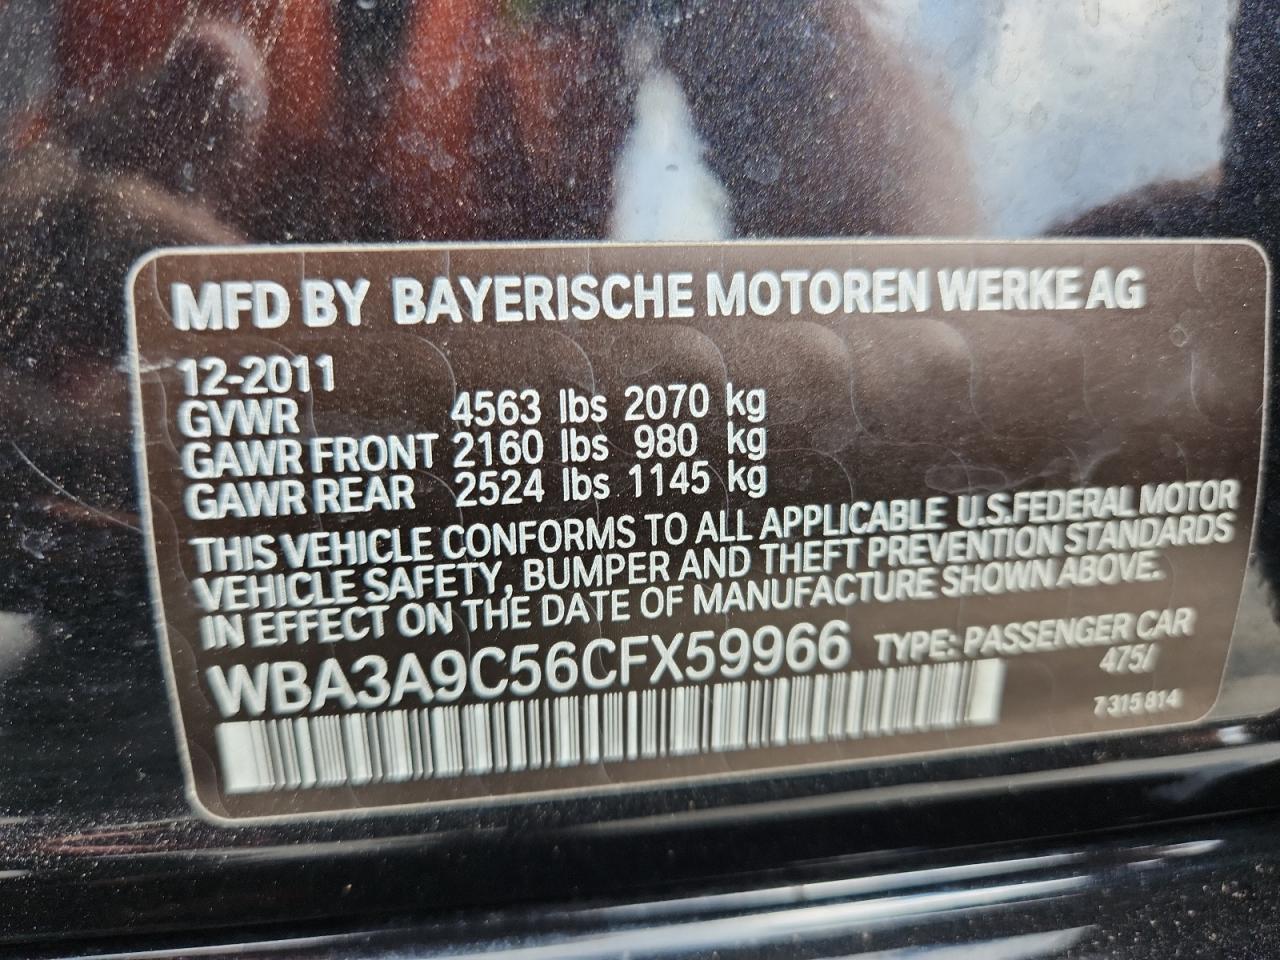 MFD BY BAYERISCHE MOTOREN WERKE AG
12-2011
GVWR 4563 lbs 2070 kg
GAWR FRONT 2160 lbs 980 kg
GAWR REAR 2524 lbs 1145 kg
THIS VEHICLE CONFORMS TO ALL APPLICABLE U.S.FEDERAL MOTOR
VEHICLE SAFETY, BUMPER AND THEFT PREVENTION STANDARDS
IN EFFECT ON THE DATE OF MANUFACTURE SHOWN ABOVE.
WBA3A9C56CFX59966 TYPE: PASSENGER CAR
475/
7 315 814